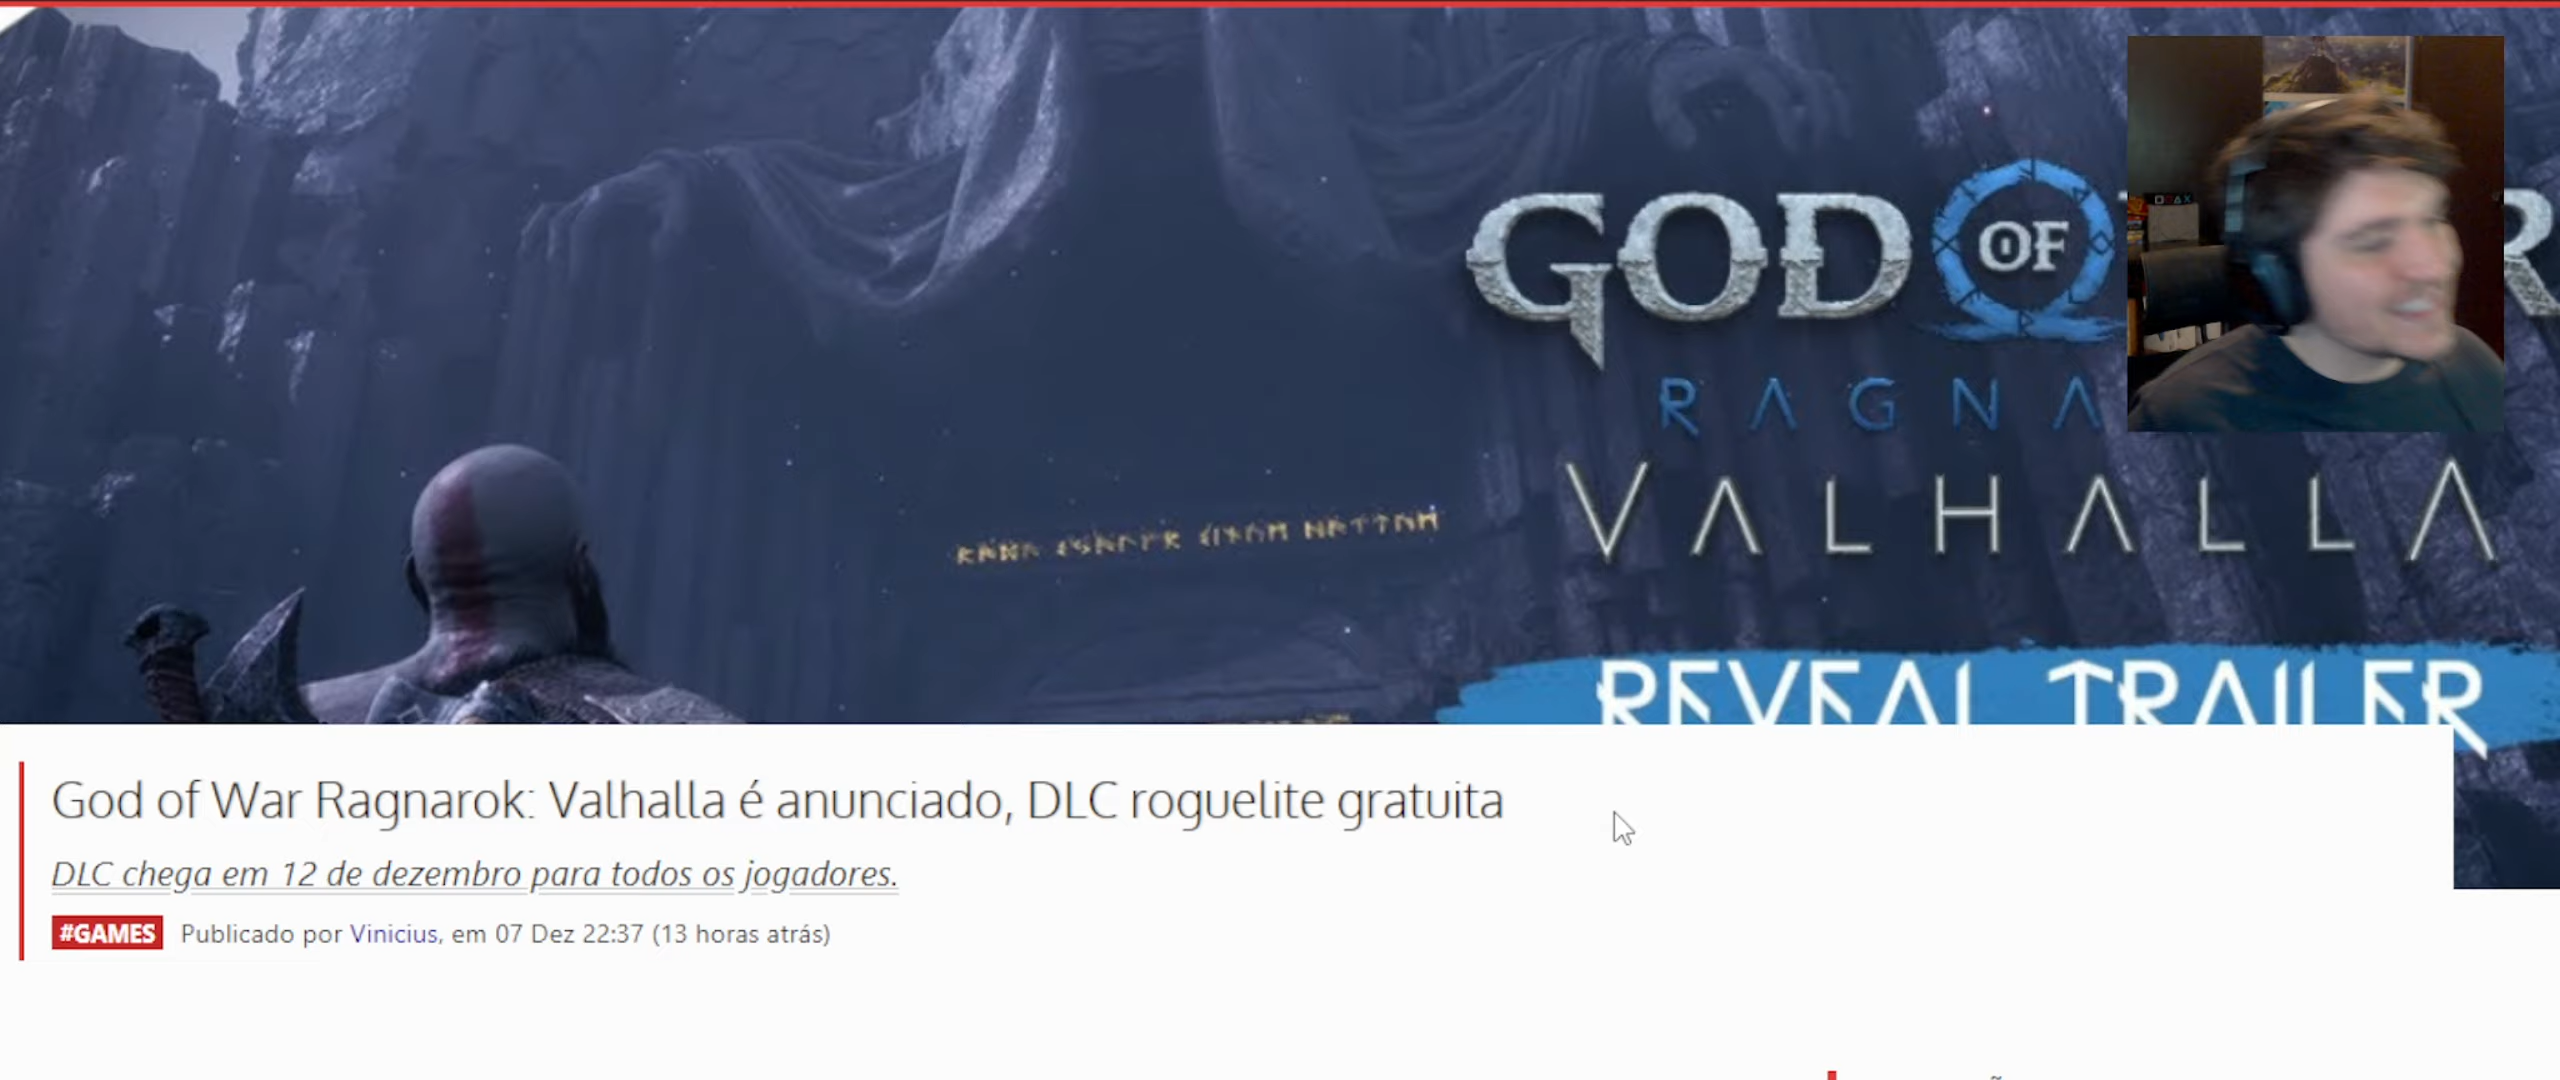 GOD OF
RAGNA
VALHALLA
REVEAL TRAILER
God of War Ragnarok: Valhalla é anunciado, DLC roguelite gratuita
DLC chega em 12 de dezembro para todos os jogadores.
#GAMES Publicado por Vinicius, em 07 Dez 22:37 (13 horas atrás)